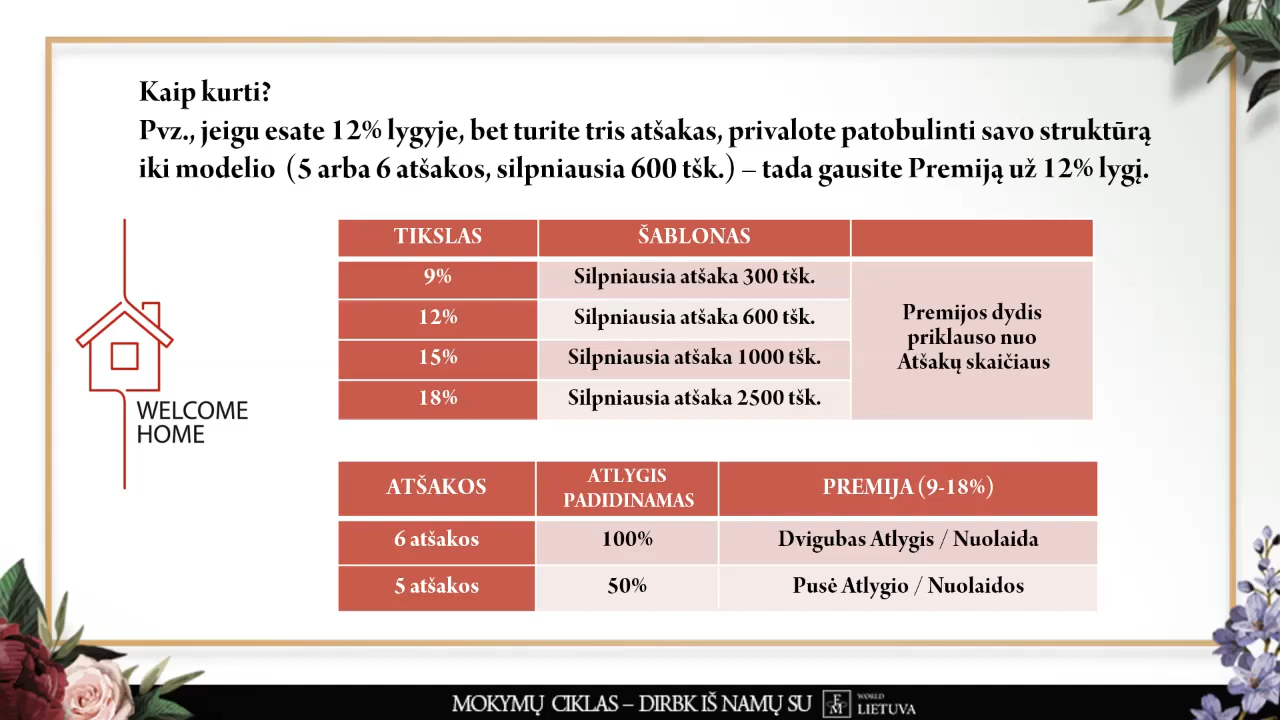 Kaip kurti?
Pvz., jeigu esate 12% lygyje, bet turite tris atšakas, privalote patobulinti savo struktūrą
iki modelio (5 arba 6 atšakos, silpniausia 600 tšk.) – tada gausite Premiją už 12% lygį.
WELCOME
HOME
TIKSLAS ŠABLONAS
9% Silpniausia atšaka 300 tšk.
12% Silpniausia atšaka 600 tšk.
15% Silpniausia atšaka 1000 tšk.
18% Silpniausia atšaka 2500 tšk.
Premijos dydis
priklauso nuo
Atšakų skaičiaus
ATŠAKOS ATLYGIS PADIDINAMAS PREMIJA (9-18%)
6 atšakos 100% Dvigubas Atlygis / Nuolaida
5 atšakos 50% Pusė Atlygio / Nuolaidos
MOKYMŲ CIKLAS – DIRBK IŠ NAMŲ SU FM WORLD LIETUVA